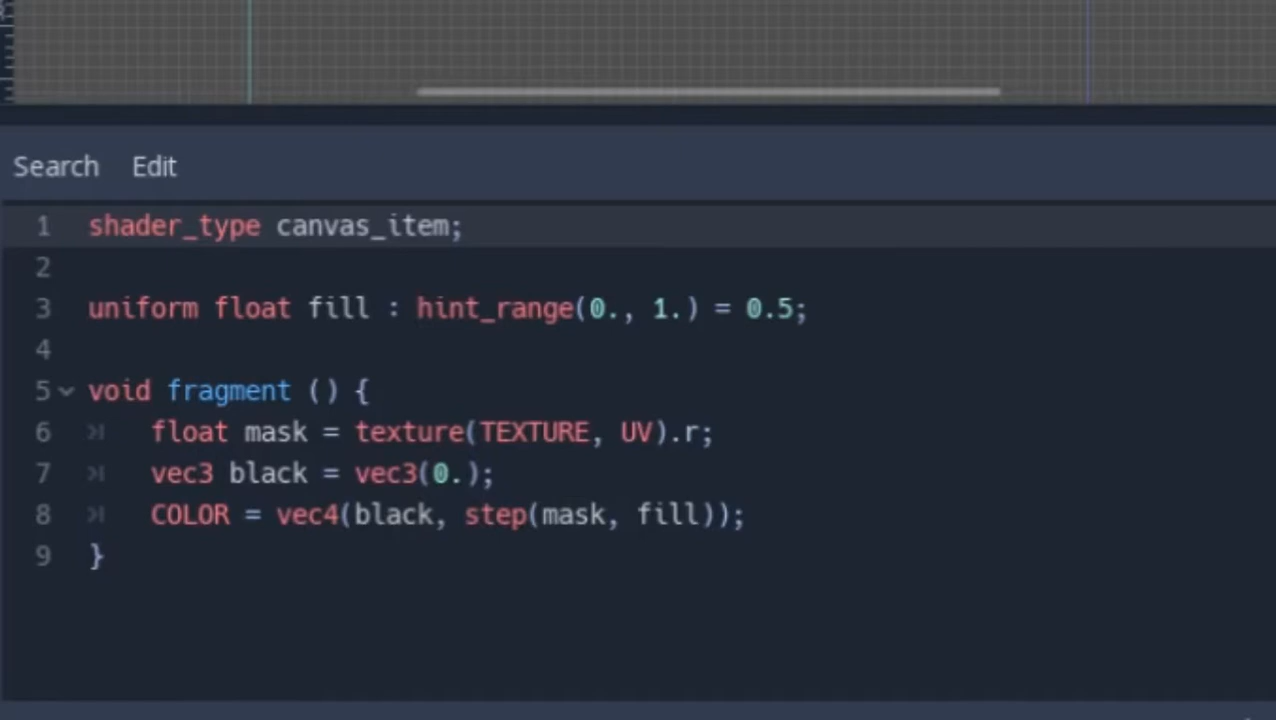 Search Edit
1 shader_type canvas_item;
2
3 uniform float fill : hint_range(0., 1.) = 0.5;
4
5 void fragment () {
6 float mask = texture(TEXTURE, UV).r;
7 vec3 black = vec3(0.);
8 COLOR = vec4(black, step(mask, fill));
9 }